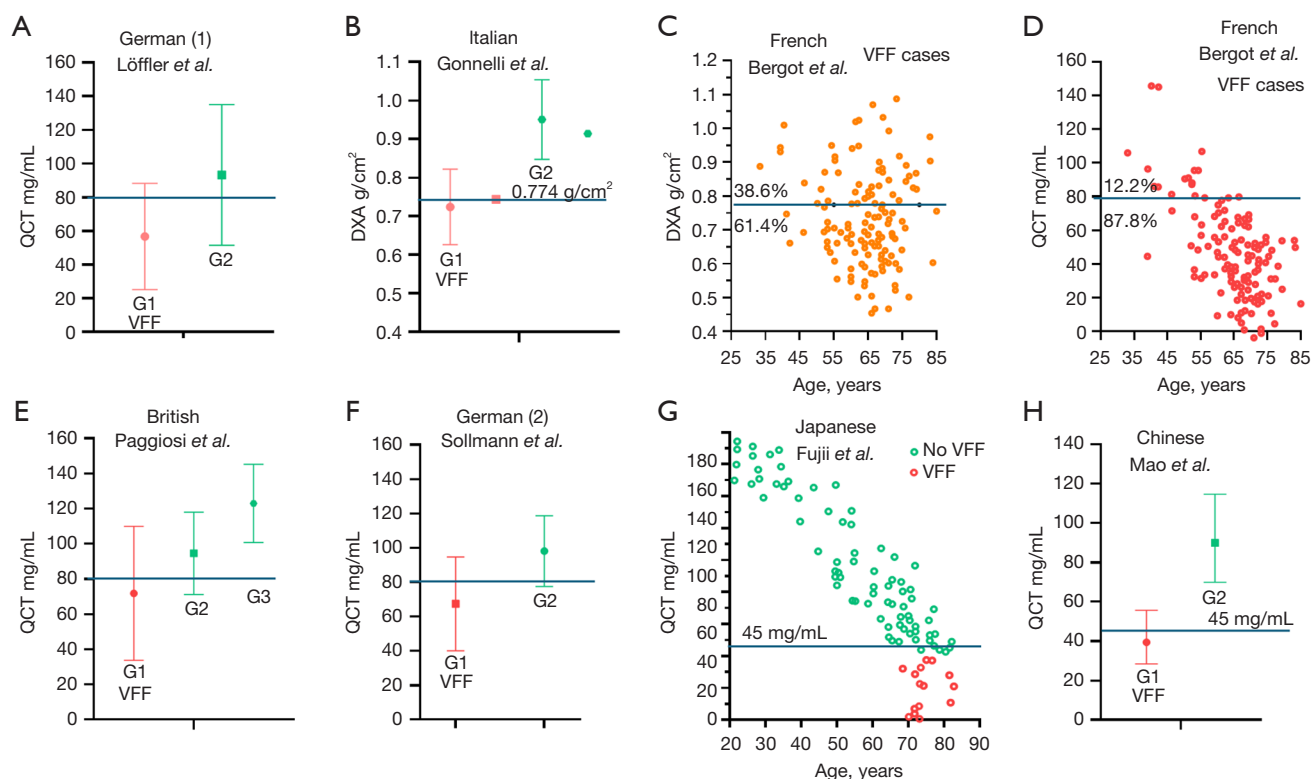 A
German (1)
Löffler et al.
QCT mg/mL
160
140
120
100
80
60
40
20
0
G1
VFF
G2
B
Italian
Gonnelli et al.
DXA g/cm²
1.1
1.0
0.9
0.8
0.7
0.6
0.5
0.4
G2
0.774 g/cm²
G1
VFF
C
French
Bergot et al.
VFF cases
DXA g/cm²
1.2
1.1
1.0
0.9
0.8
0.7
0.6
0.5
0.4
38.6%
61.4%
25 35 45 55 65 75 85
Age, years
D
French
Bergot et al.
VFF cases
QCT mg/mL
160
140
120
100
80
60
40
20
0
12.2%
87.8%
25 35 45 55 65 75 85
Age, years
E
British
Paggiosi et al.
QCT mg/mL
160
140
120
100
80
60
40
20
0
G1
VFF
G2
G3
F
German (2)
Sollmann et al.
QCT mg/mL
160
140
120
100
80
60
40
20
0
G1
VFF
G2
G
Japanese
Fujii et al.
No VFF
VFF
QCT mg/mL
180
160
140
120
100
80
60
40
20
0
45 mg/mL
20 30 40 50 60 70 80 90
Age, years
H
Chinese
Mao et al.
QCT mg/mL
140
120
100
80
60
40
20
0
G2
45 mg/mL
G1
VFF